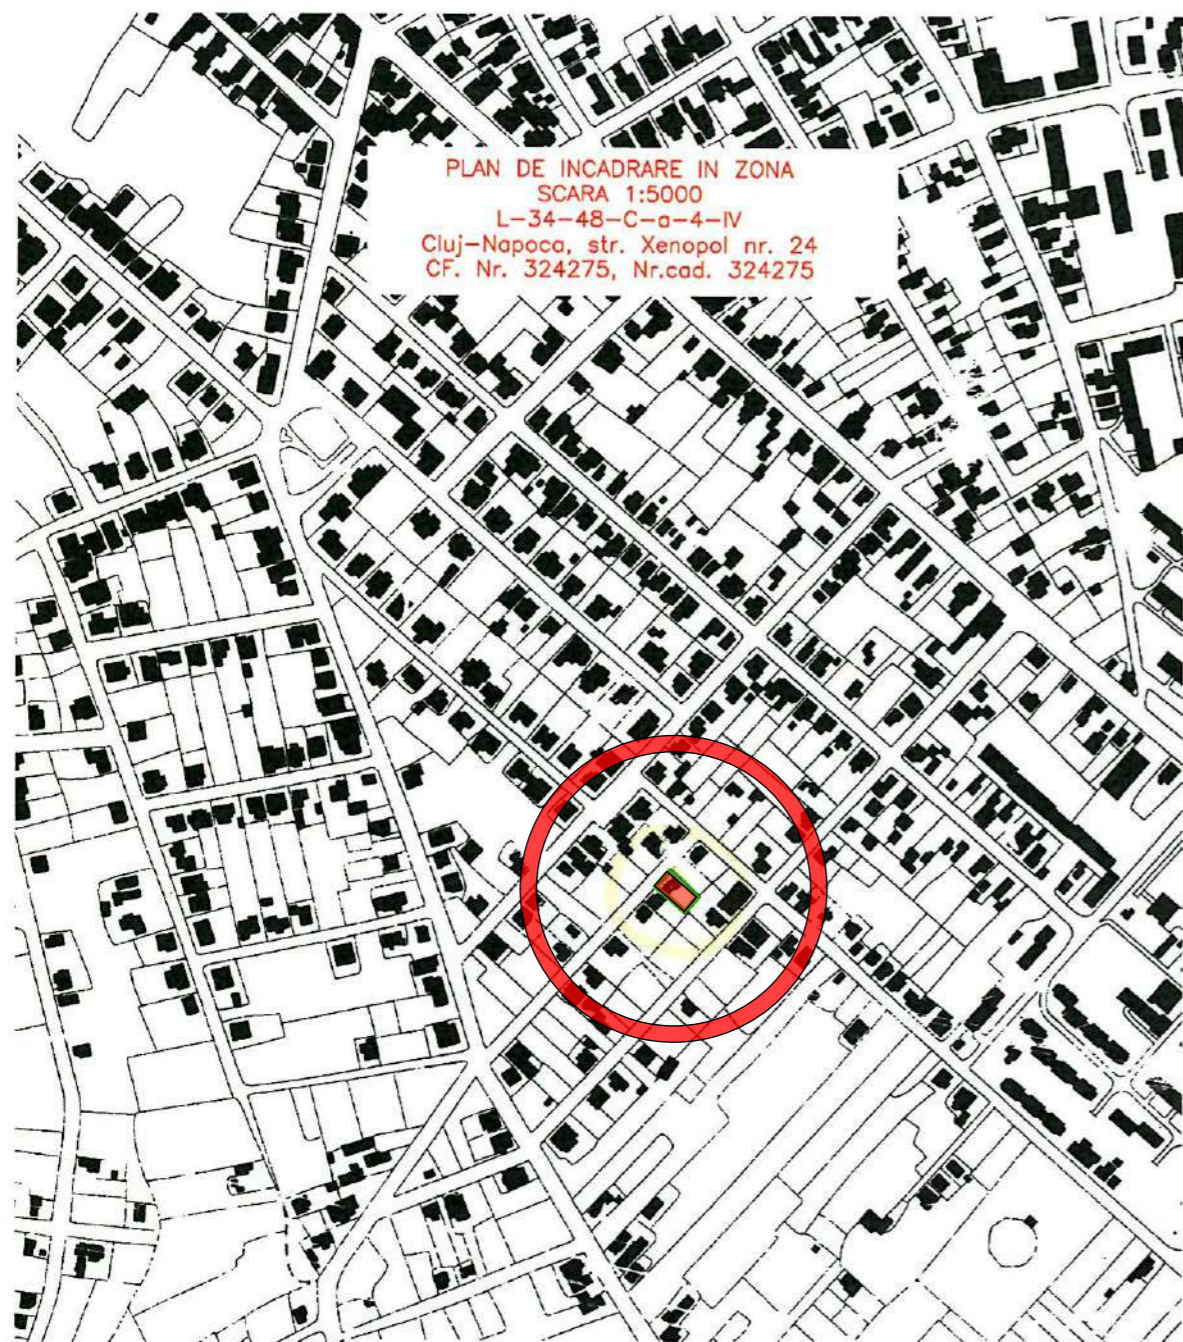 PLAN DE INCADRARE IN ZONA
SCARA 1:5000
L-34-48-C-a-4-IV
Cluj-Napoca, str. Xenopol nr. 24
CF. Nr. 324275, Nr.cad. 324275